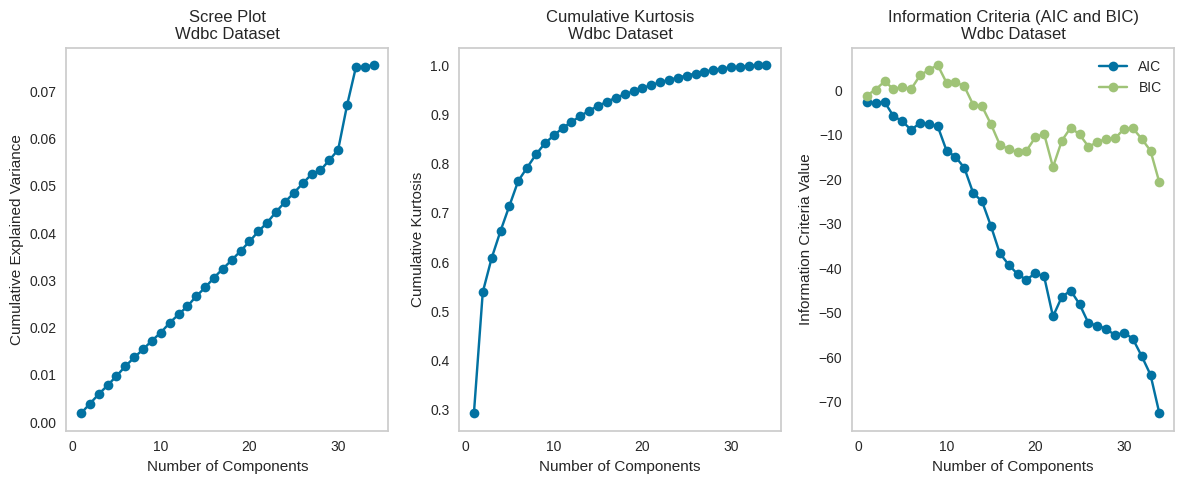 Scree Plot
Wdbc Dataset
Cumulative Explained Variance
0.07
0.06
0.05
0.04
0.03
0.02
0.01
0.00
0
10
20
30
Number of Components
Cumulative Kurtosis
Wdbc Dataset
Cumulative Kurtosis
1.0
0.9
0.8
0.7
0.6
0.5
0.4
0.3
0
10
20
30
Number of Components
Information Criteria (AIC and BIC)
Wdbc Dataset
Information Criteria Value
0
−10
−20
−30
−40
−50
−60
−70
AIC
BIC
0
10
20
30
Number of Components